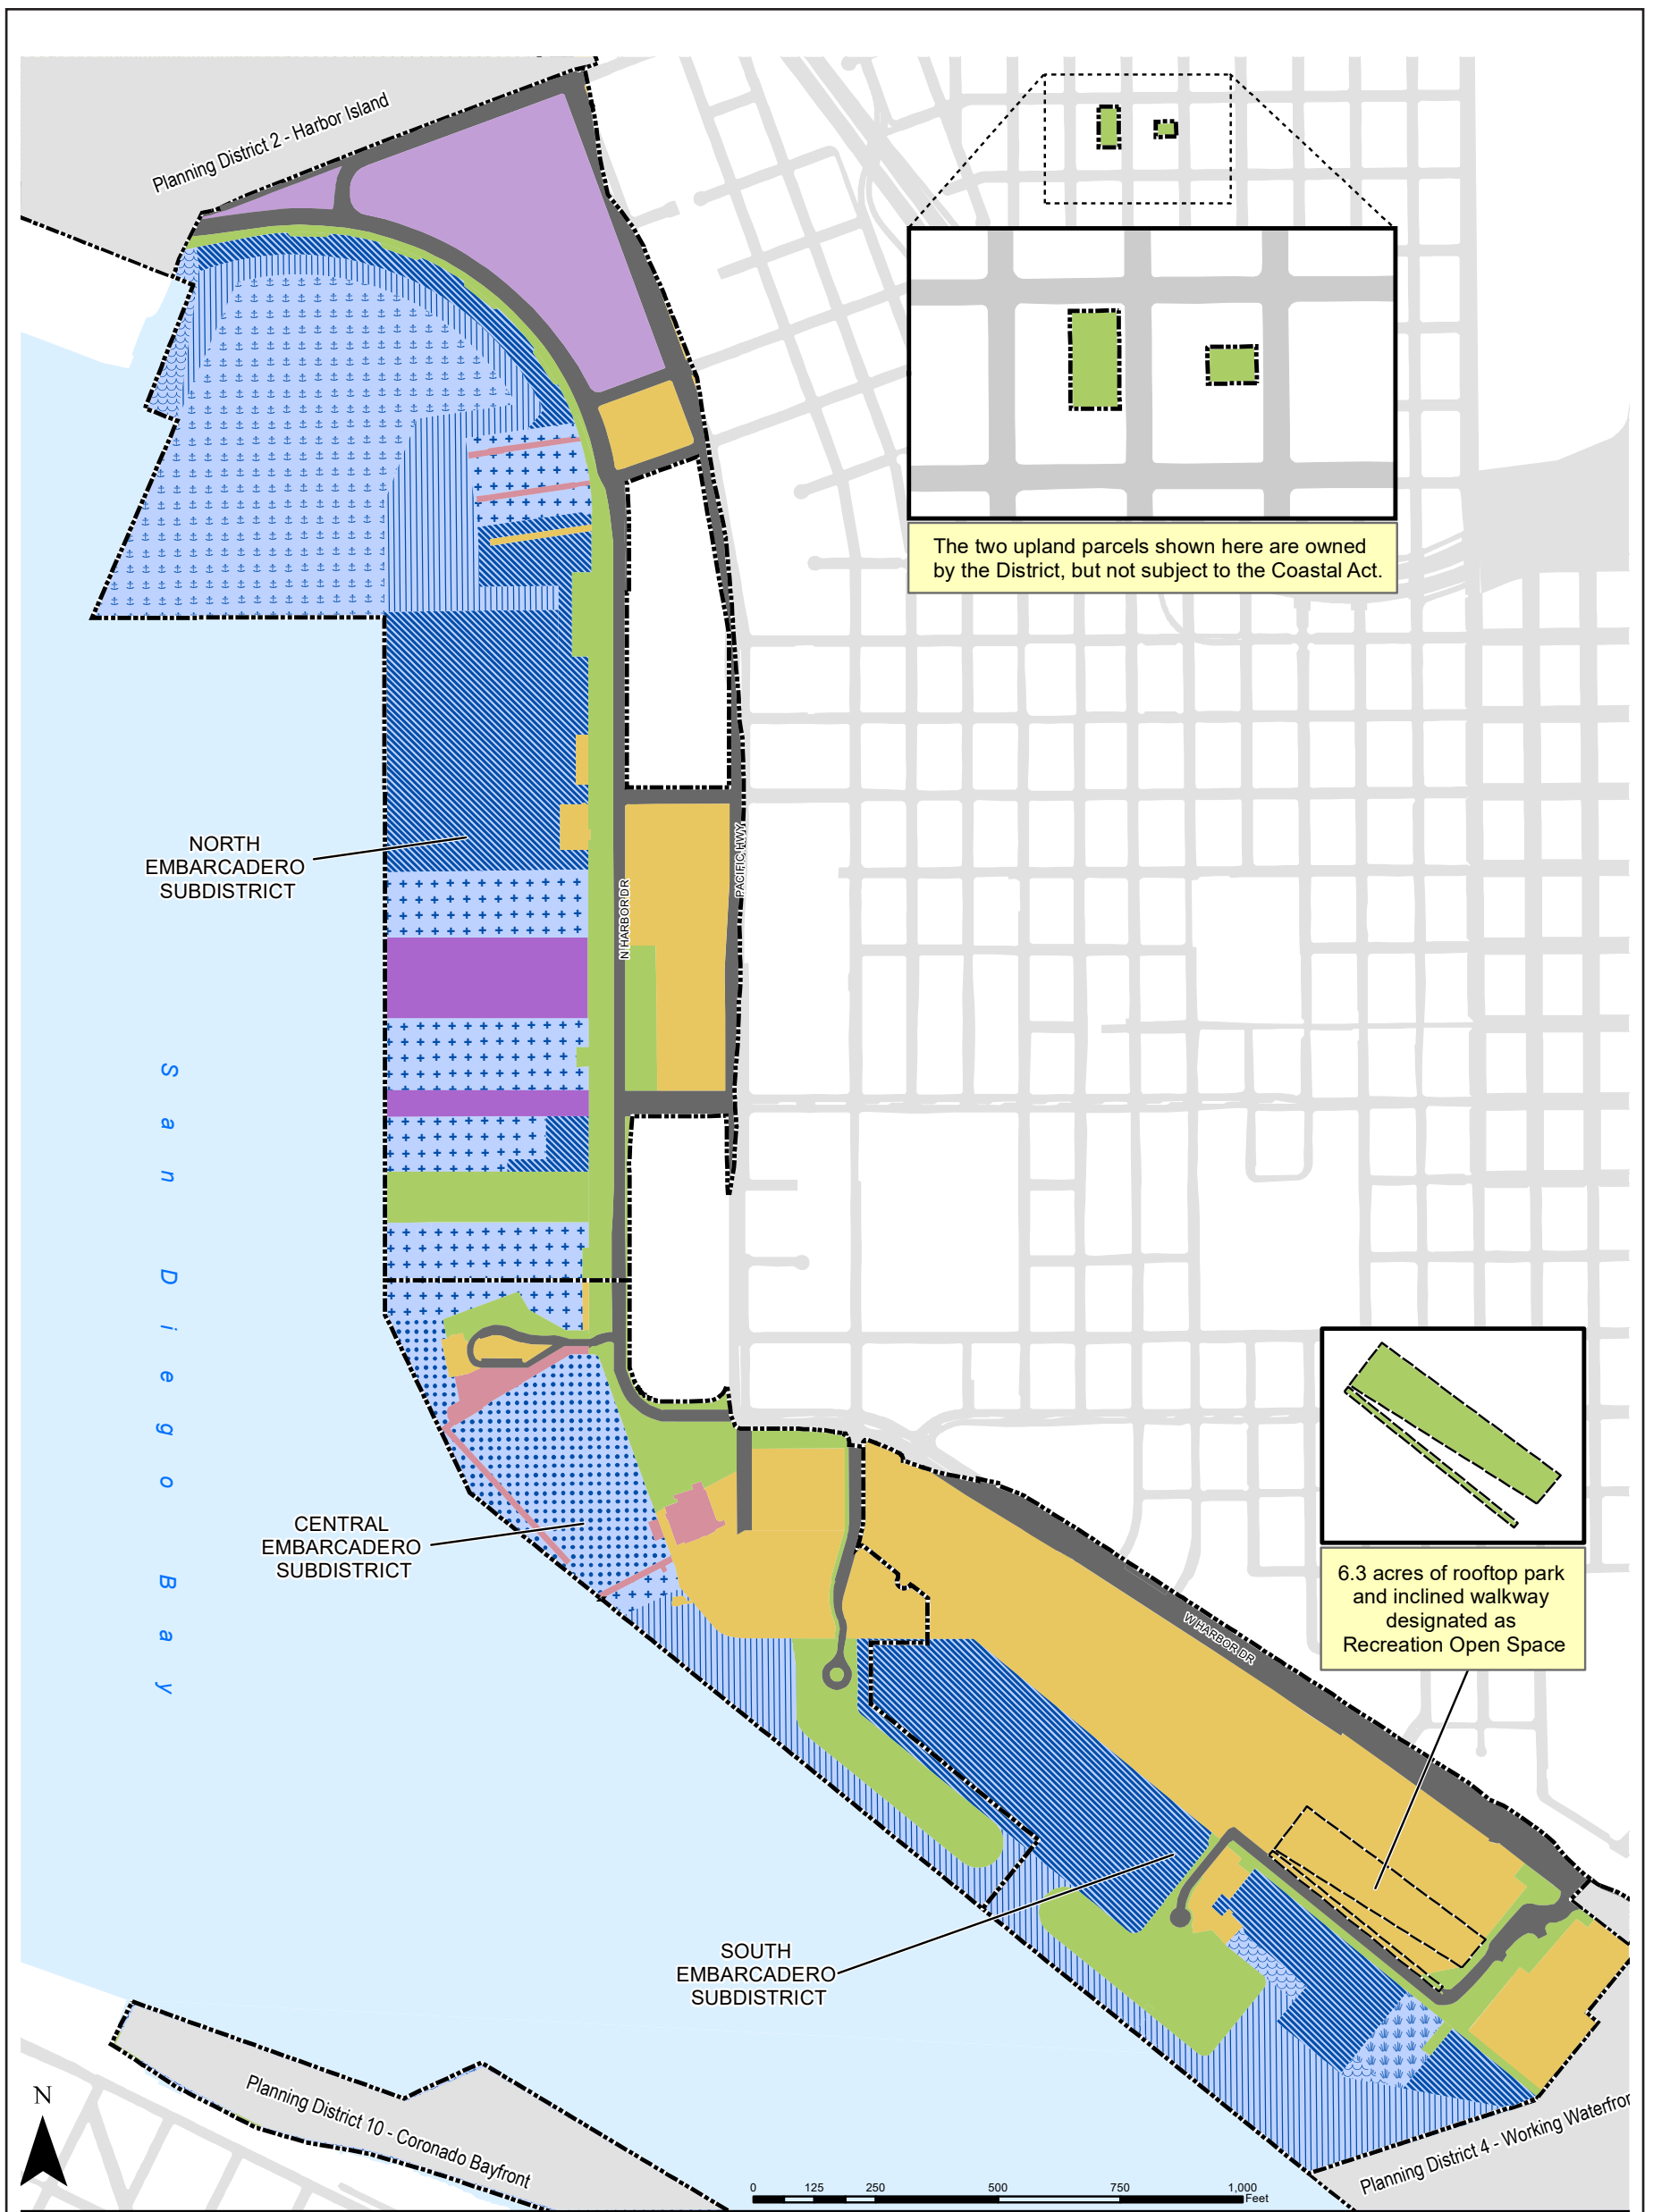 Planning District 2 - Harbor Island
The two upland parcels shown here are owned
by the District, but not subject to the Coastal Act.
NORTH
EMBARCADERO
SUBDISTRICT
N HARBOR DR
PACIFIC HWY
San Diego Bay
CENTRAL
EMBARCADERO
SUBDISTRICT
6.3 acres of rooftop park
and inclined walkway
designated as
Recreation Open Space
W HARBOR DR
SOUTH
EMBARCADERO
SUBDISTRICT
N
Planning District 10 - Coronado Bayfront
Planning District 4 - Working Waterfron
0 125 250 500 750 1,000
Feet